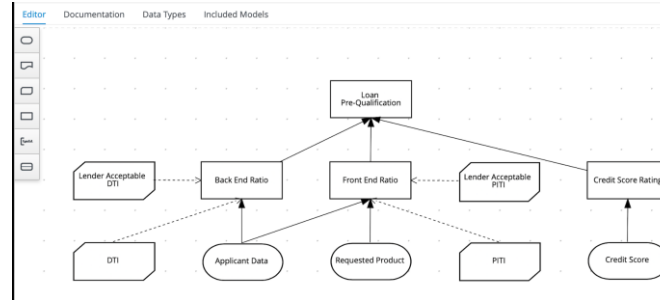 Editor Documentation Data Types Included Models
Loan
Pre-Qualification
Lender Acceptable
DTI
Back End Ratio
Front End Ratio
Lender Acceptable
PITI
Credit Score Rating
DTI
Applicant Data
Requested Product
PITI
Credit Score